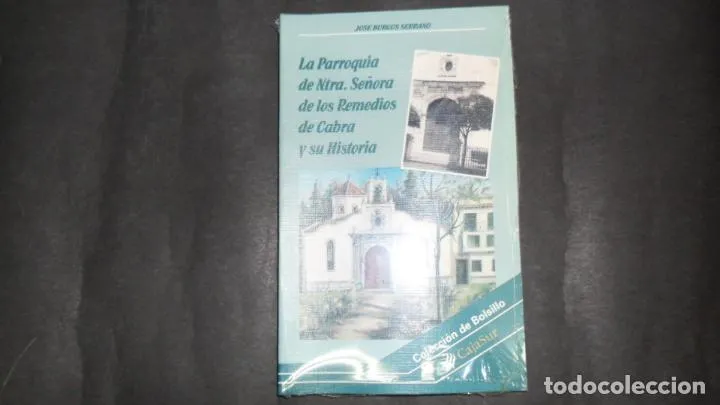 JOSE BURGOS SERRANO
La Parroquia
de Ntra. Señora
de los Remedios
de Cabra
y su Historia
Colección de Bolsillo
CajaSur
todocoleccion.net